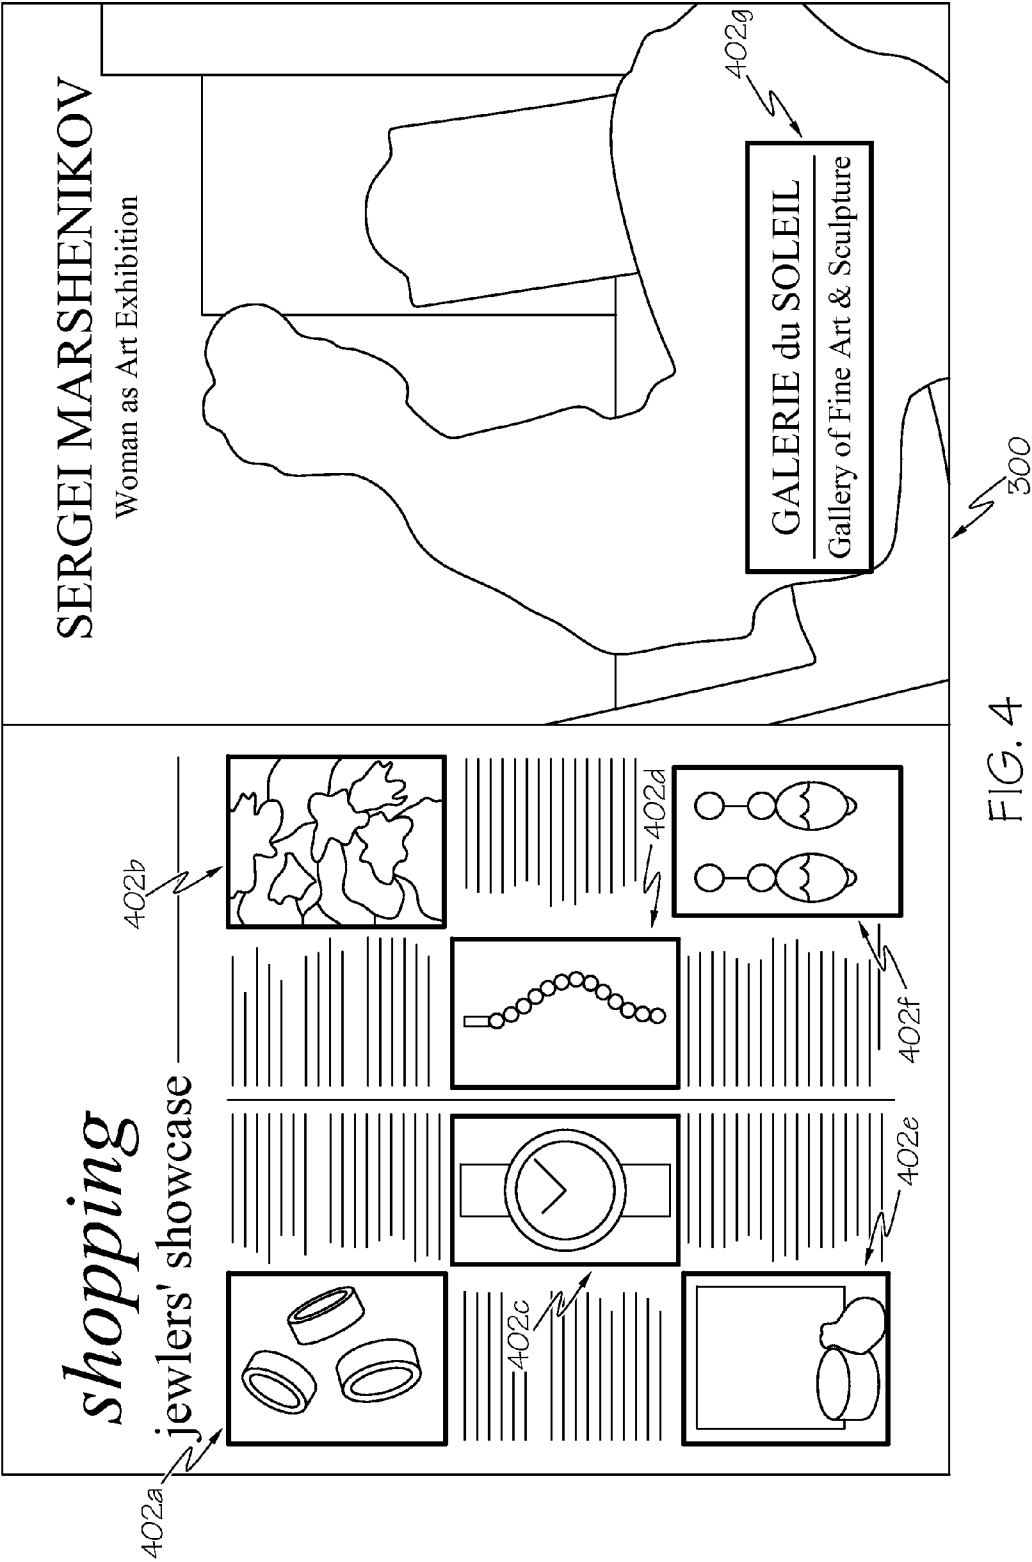 shopping
jewlers' showcase
402a
402b
402c
402d
402e
402f
SERGEI MARSHENIKOV
Woman as Art Exhibition
GALERIE du SOLEIL
Gallery of Fine Art & Sculpture
402g
300
FIG. 4